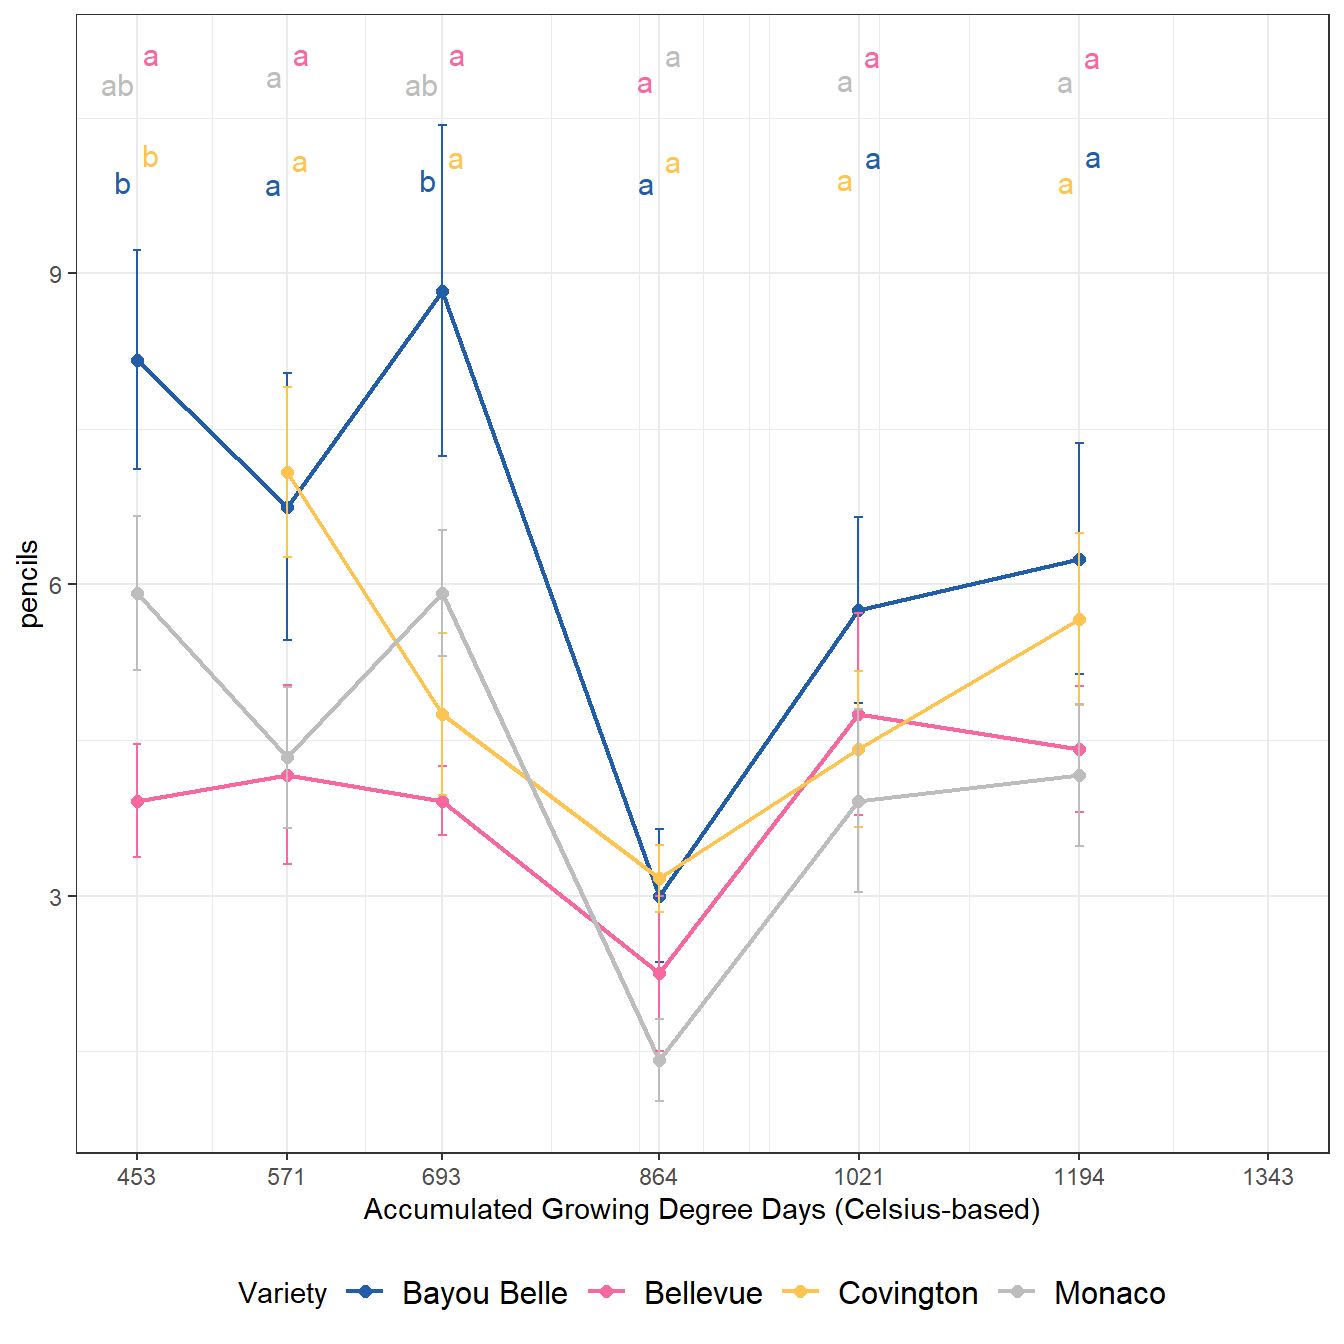 a a a a a a
ab a ab a a a
b a a a a a
b a b a a a
9
6
3
pencils
453 571 693 864 1021 1194 1343
Accumulated Growing Degree Days (Celsius-based)
Variety Bayou Belle Bellevue Covington Monaco